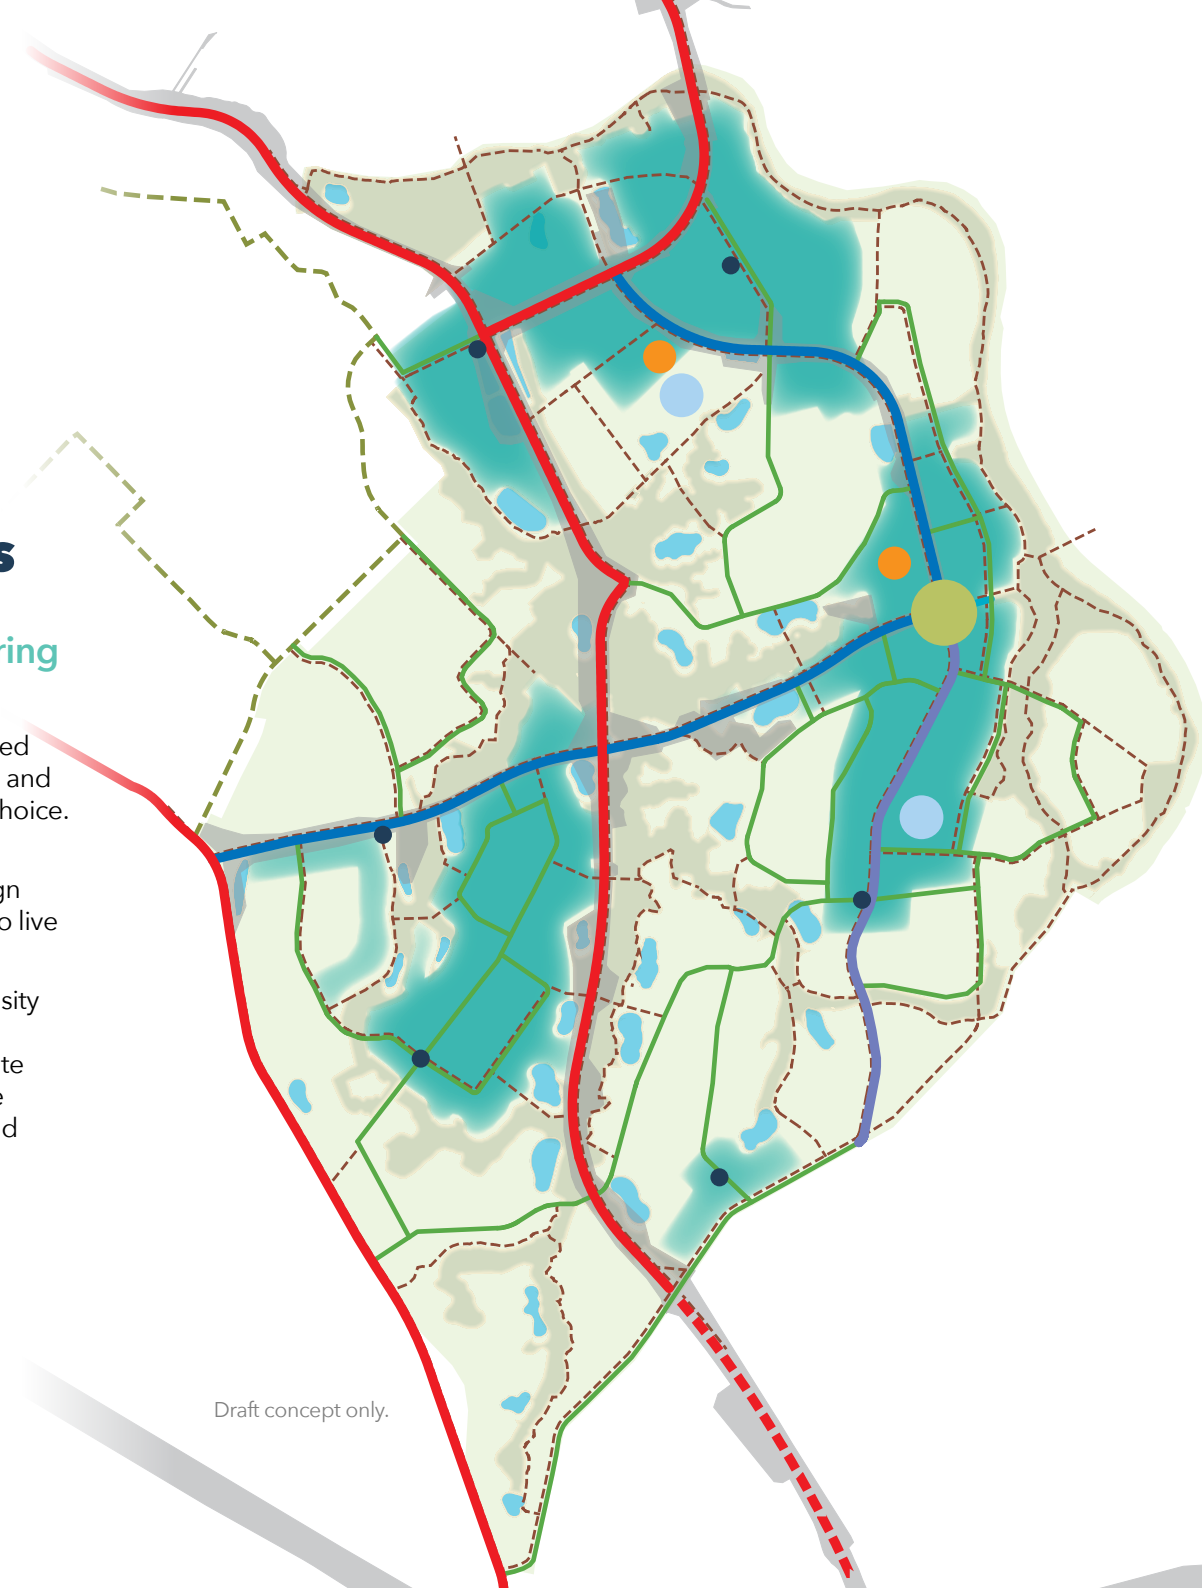 s
ring
ed
and
hoice.
gn
o live
sity
te
e
d
Draft concept only.